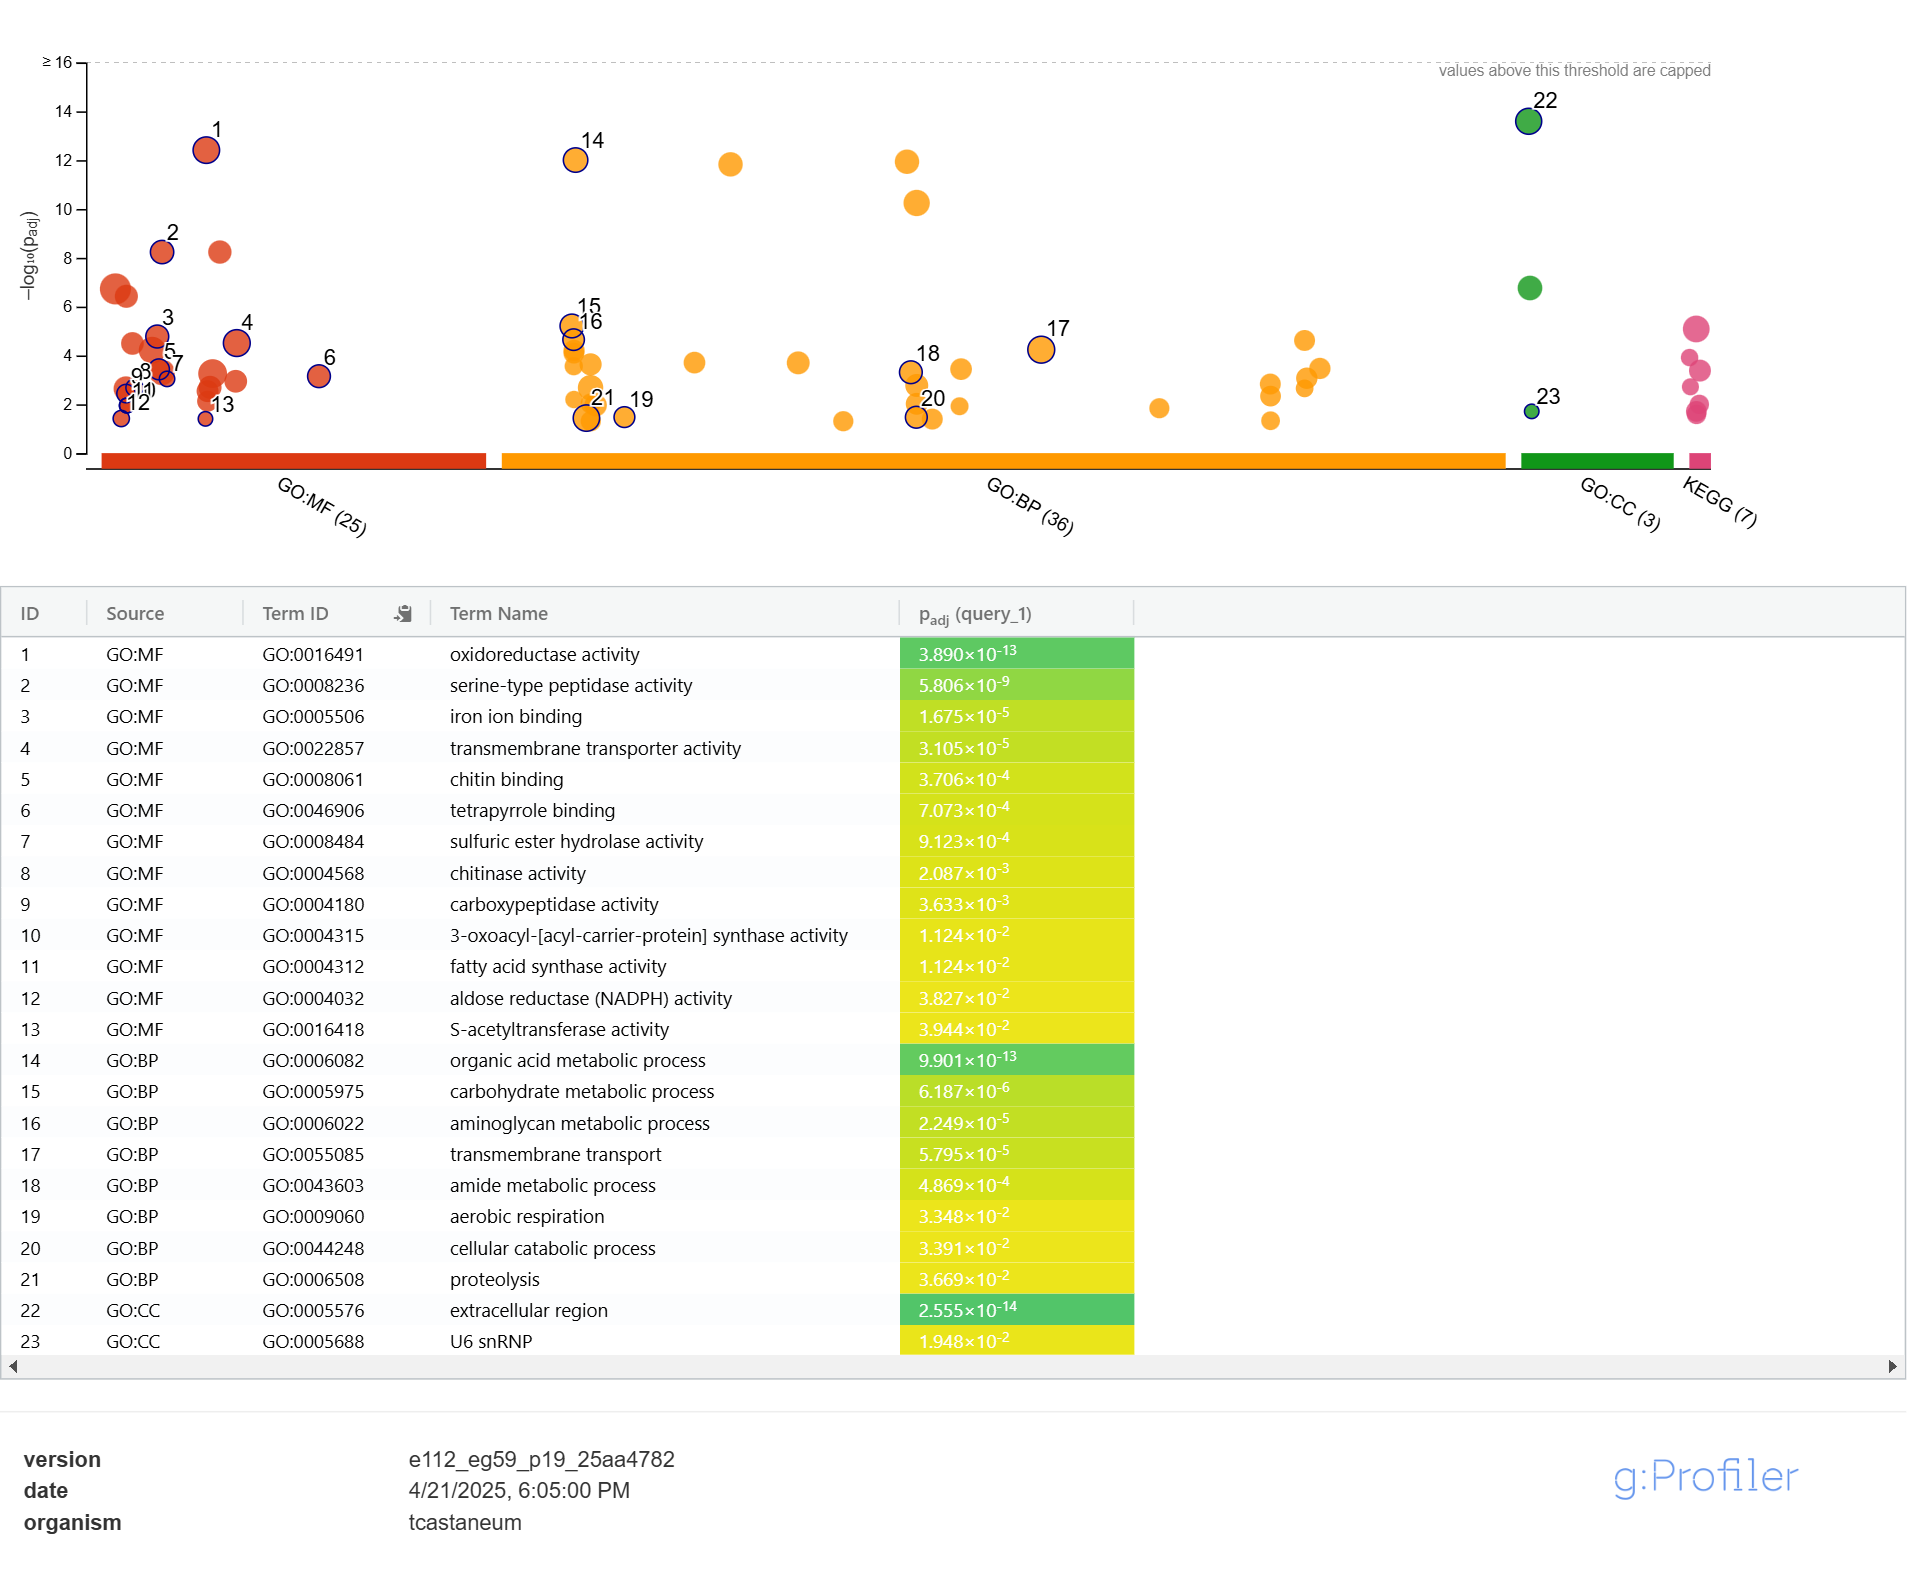 ≥ 16
values above this threshold are capped
14
12
10
8
6
4
2
0
–log₁₀(padj)
1
2
3
4
5
6
7
8
9
10
11
12
13
14
15
16
17
18
19
20
21
22
23
GO:MF (25)
GO:BP (36)
GO:CC (3)
KEGG (7)
ID Source Term ID Term Name padj (query_1)
1 GO:MF GO:0016491 oxidoreductase activity 3.890×10⁻¹³
2 GO:MF GO:0008236 serine-type peptidase activity 5.806×10⁻⁹
3 GO:MF GO:0005506 iron ion binding 1.675×10⁻⁵
4 GO:MF GO:0022857 transmembrane transporter activity 3.105×10⁻⁵
5 GO:MF GO:0008061 chitin binding 3.706×10⁻⁴
6 GO:MF GO:0046906 tetrapyrrole binding 7.073×10⁻⁴
7 GO:MF GO:0008484 sulfuric ester hydrolase activity 9.123×10⁻⁴
8 GO:MF GO:0004568 chitinase activity 2.087×10⁻³
9 GO:MF GO:0004180 carboxypeptidase activity 3.633×10⁻³
10 GO:MF GO:0004315 3-oxoacyl-[acyl-carrier-protein] synthase activity 1.124×10⁻²
11 GO:MF GO:0004312 fatty acid synthase activity 1.124×10⁻²
12 GO:MF GO:0004032 aldose reductase (NADPH) activity 3.827×10⁻²
13 GO:MF GO:0016418 S-acetyltransferase activity 3.944×10⁻²
14 GO:BP GO:0006082 organic acid metabolic process 9.901×10⁻¹³
15 GO:BP GO:0005975 carbohydrate metabolic process 6.187×10⁻⁶
16 GO:BP GO:0006022 aminoglycan metabolic process 2.249×10⁻⁵
17 GO:BP GO:0055085 transmembrane transport 5.795×10⁻⁵
18 GO:BP GO:0043603 amide metabolic process 4.869×10⁻⁴
19 GO:BP GO:0009060 aerobic respiration 3.348×10⁻²
20 GO:BP GO:0044248 cellular catabolic process 3.391×10⁻²
21 GO:BP GO:0006508 proteolysis 3.669×10⁻²
22 GO:CC GO:0005576 extracellular region 2.555×10⁻¹⁴
23 GO:CC GO:0005688 U6 snRNP 1.948×10⁻²
version e112_eg59_p19_25aa4782
date 4/21/2025, 6:05:00 PM
organism tcastaneum
g:Profiler